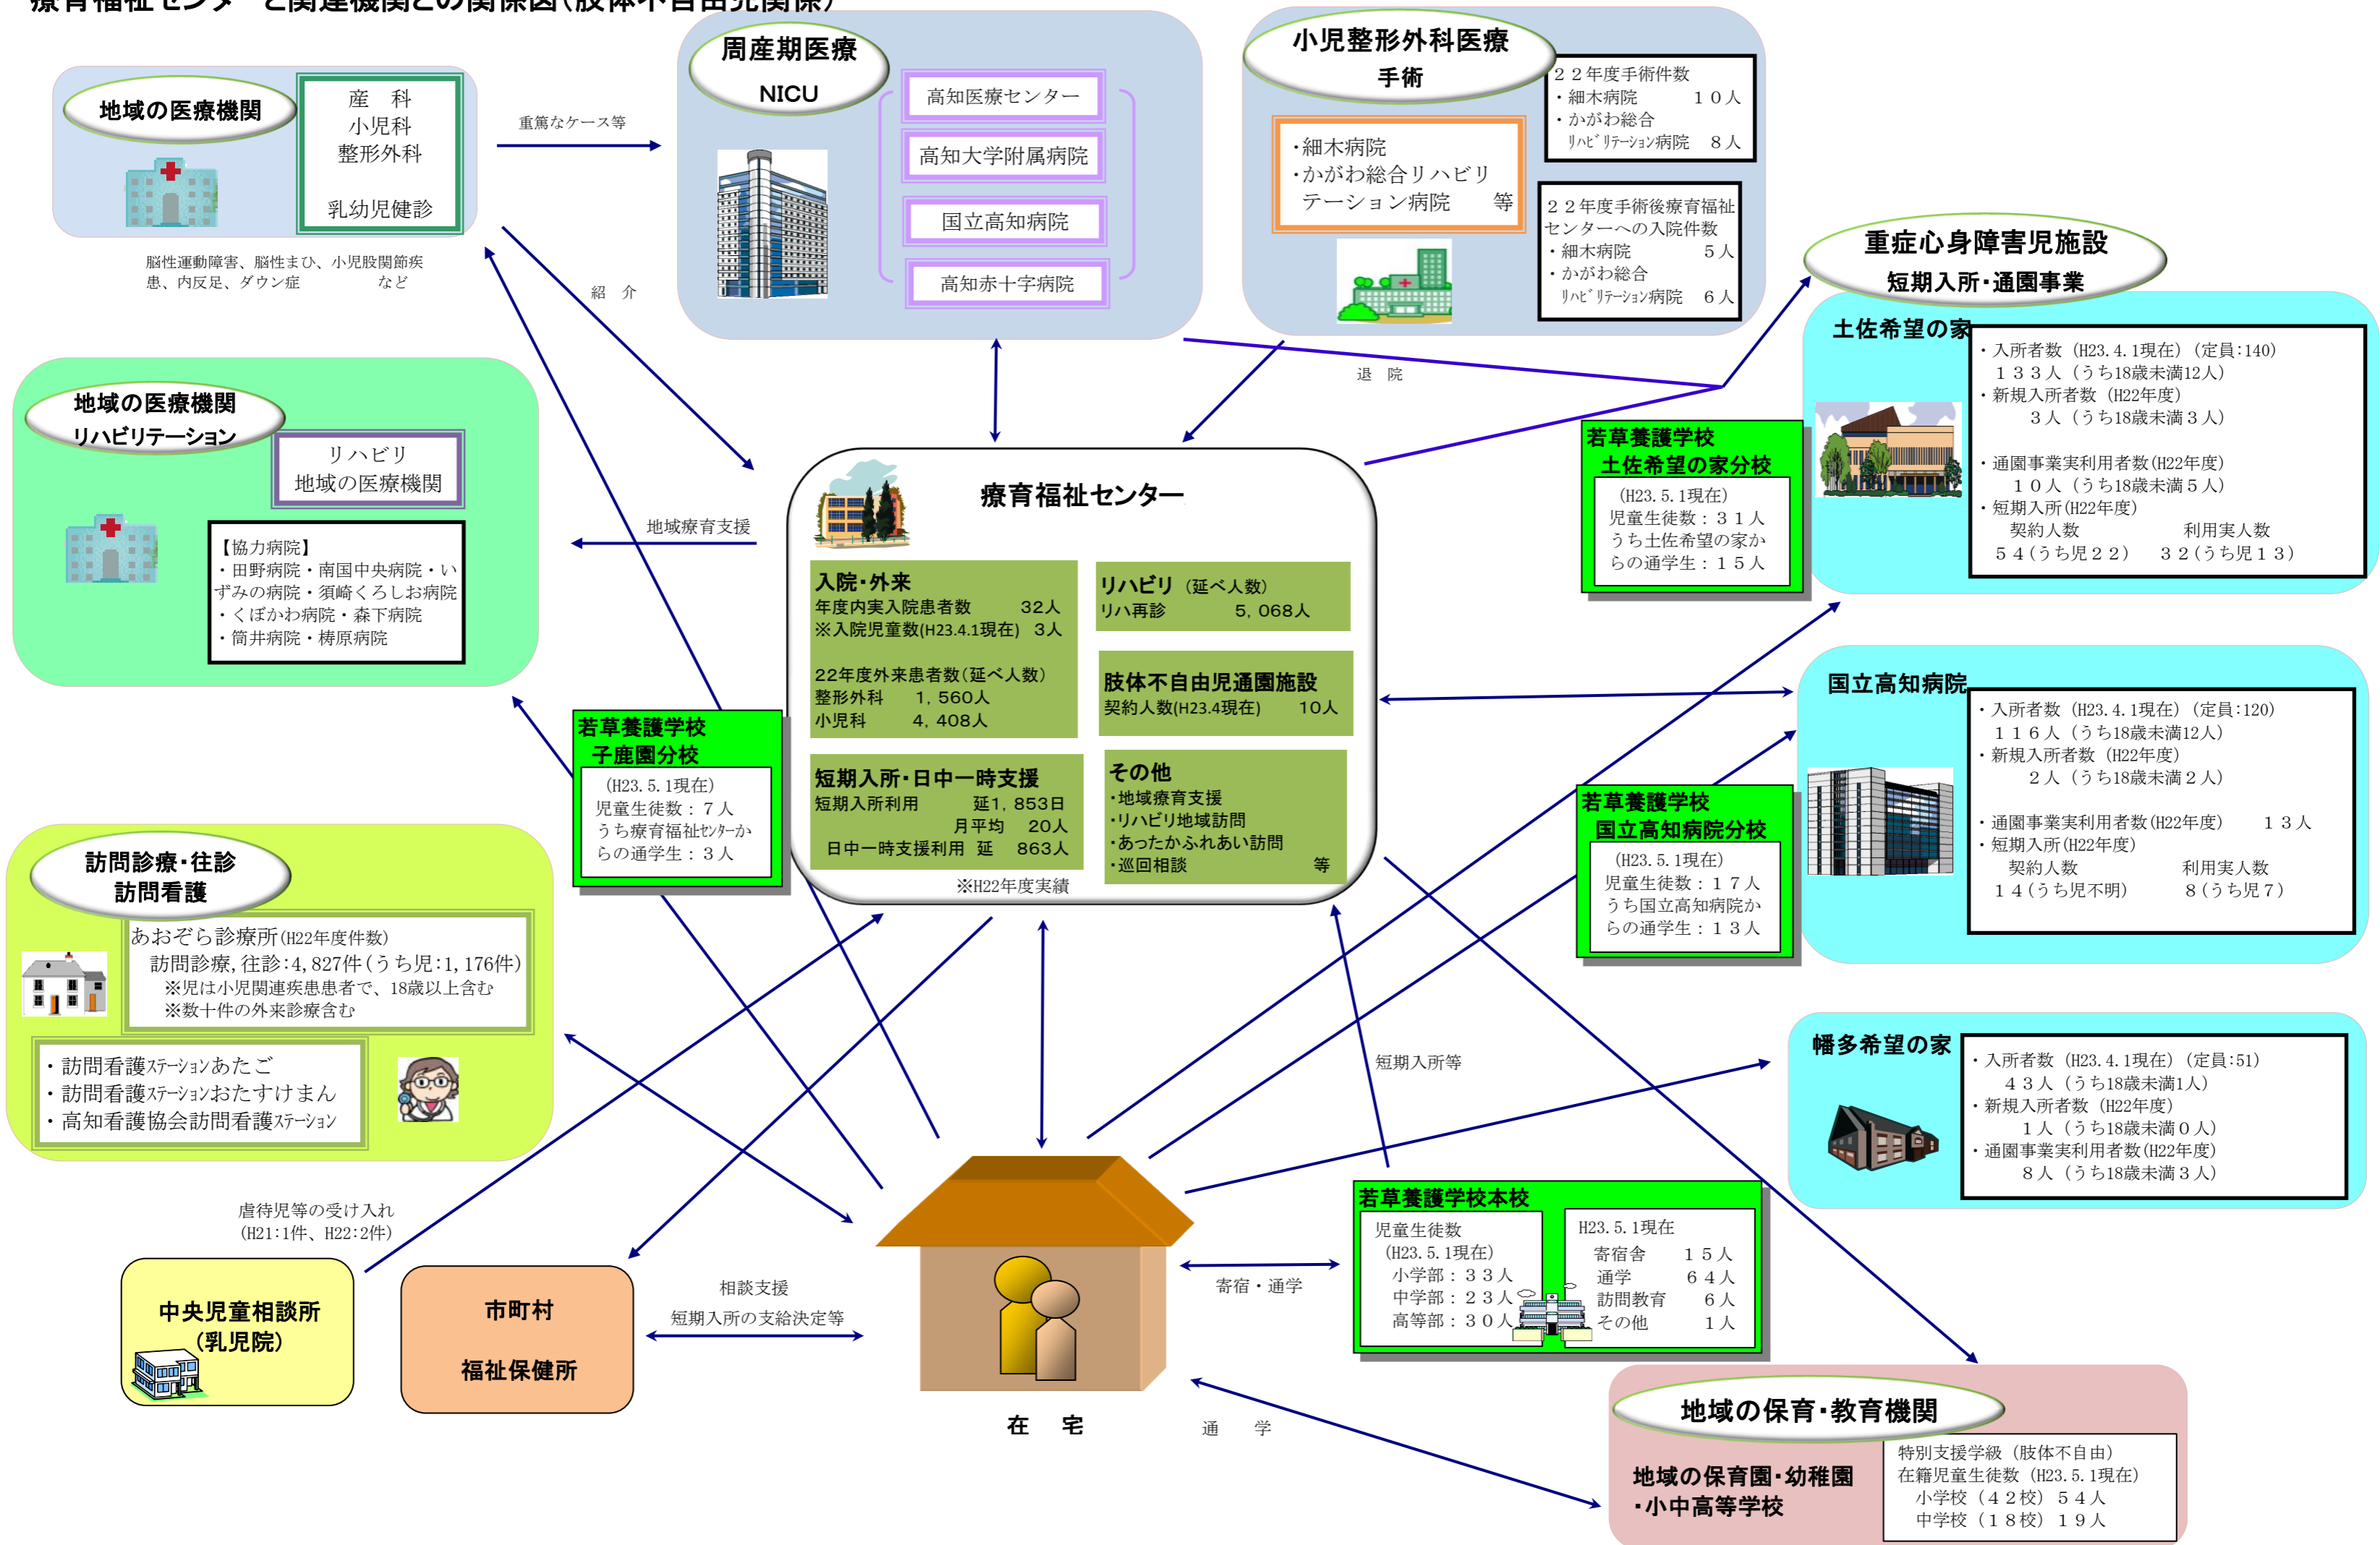 療育福祉センターと関連機関との関係図(肢体不自由児関係)
地域の医療機関
産　科
小児科
整形外科
乳幼児健診
脳性運動障害、脳性まひ、小児股関節疾
患、内反足、ダウン症　　　　など
重篤なケース等
紹　介
周産期医療
NICU
高知医療センター
高知大学附属病院
国立高知病院
高知赤十字病院
小児整形外科医療
手術
・細木病院
・かがわ総合リハビリ
テーション病院　　等
２２年度手術件数
・細木病院　　　１０人
・かがわ総合
ﾘﾊﾋﾞﾘﾃｰｼｮﾝ病院　８人
２２年度手術後療育福祉
センターへの入院件数
・細木病院　　　　５人
・かがわ総合
ﾘﾊﾋﾞﾘﾃｰｼｮﾝ病院　６人
退　院
重症心身障害児施設
短期入所・通園事業
土佐希望の家
・入所者数（H23.4.1現在）（定員:140）
１３３人（うち18歳未満12人）
・新規入所者数（H22年度）
３人（うち18歳未満３人）
・通園事業実利用者数(H22年度)
１０人（うち18歳未満５人）
・短期入所(H22年度)
契約人数　　　　　利用実人数
５４(うち児２２)　３２(うち児１３)
若草養護学校
土佐希望の家分校
（H23.5.1現在）
児童生徒数：３１人
うち土佐希望の家か
らの通学生：１５人
地域の医療機関
リハビリテーション
リハビリ
地域の医療機関
【協力病院】
・田野病院・南国中央病院・い
ずみの病院・須崎くろしお病院
・くぼかわ病院・森下病院
・筒井病院・梼原病院
地域療育支援
療育福祉センター
入院・外来
年度内実入院患者数　　32人
※入院児童数(H23.4.1現在)　3人
22年度外来患者数（延べ人数）
整形外科　1,560人
小児科　　4,408人
リハビリ（延べ人数）
リハ再診　　　5,068人
肢体不自由児通園施設
契約人数(H23.4現在)　　10人
短期入所・日中一時支援
短期入所利用　　延1,853日
月平均　20人
日中一時支援利用　延　863人
その他
・地域療育支援
・リハビリ地域訪問
・あったかふれあい訪問
・巡回相談　　　　　　　等
※H22年度実績
若草養護学校
子鹿園分校
（H23.5.1現在）
児童生徒数：７人
うち療育福祉ｾﾝﾀｰか
らの通学生：３人
国立高知病院
・入所者数（H23.4.1現在）（定員:120）
１１６人（うち18歳未満12人）
・新規入所者数（H22年度）
２人（うち18歳未満２人）
・通園事業実利用者数(H22年度)　　１３人
・短期入所(H22年度)
契約人数　　　　　利用実人数
１４(うち児不明)　　　８(うち児７)
若草養護学校
国立高知病院分校
（H23.5.1現在）
児童生徒数：１７人
うち国立高知病院か
らの通学生：１３人
訪問診療・往診
訪問看護
あおぞら診療所(H22年度件数)
訪問診療,往診:4,827件(うち児:1,176件)
※児は小児関連疾患患者で、18歳以上含む
※数十件の外来診療含む
・訪問看護ｽﾃｰｼｮﾝあたご
・訪問看護ｽﾃｰｼｮﾝおたすけまん
・高知看護協会訪問看護ｽﾃｰｼｮﾝ
短期入所等
幡多希望の家
・入所者数（H23.4.1現在）（定員:51）
４３人（うち18歳未満1人）
・新規入所者数（H22年度）
１人（うち18歳未満０人）
・通園事業実利用者数(H22年度)
８人（うち18歳未満３人）
虐待児等の受け入れ
(H21:1件、H22:2件)
中央児童相談所
(乳児院)
市町村
福祉保健所
相談支援
短期入所の支給決定等
在　宅
寄宿・通学
若草養護学校本校
児童生徒数
（H23.5.1現在）
小学部：３３人
中学部：２３人
高等部：３０人
H23.5.1現在
寄宿舎　　１５人
通学　　　６４人
訪問教育　　６人
その他　　　１人
通　学
地域の保育・教育機関
地域の保育園・幼稚園
・小中高等学校
特別支援学級（肢体不自由）
在籍児童生徒数（H23.5.1現在）
小学校（４２校）５４人
中学校（１８校）１９人